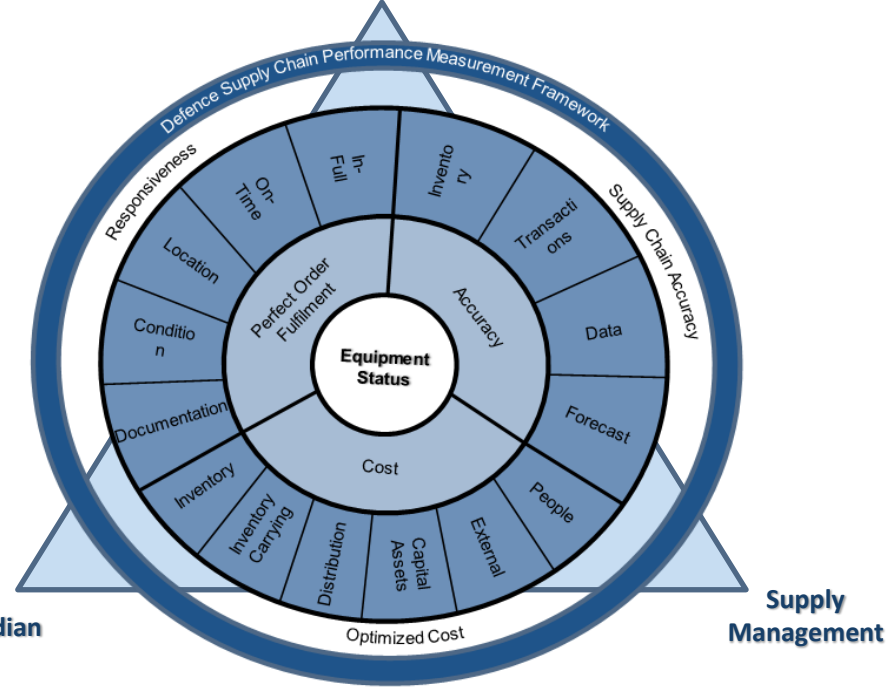 Defence Supply Chain Performance Measurement Framework
Responsiveness
Supply Chain Accuracy
In-
Full
Invento
ry
On-
Time
Transacti
ons
Location
Perfect Order
Fulfilment
Accuracy
Conditio
n
Data
Equipment
Status
Documentation
Forecast
Cost
Inventory
Inventory
Carrying
Distribution
Capital
Assets
External
People
Optimized Cost
dian
Supply
Management